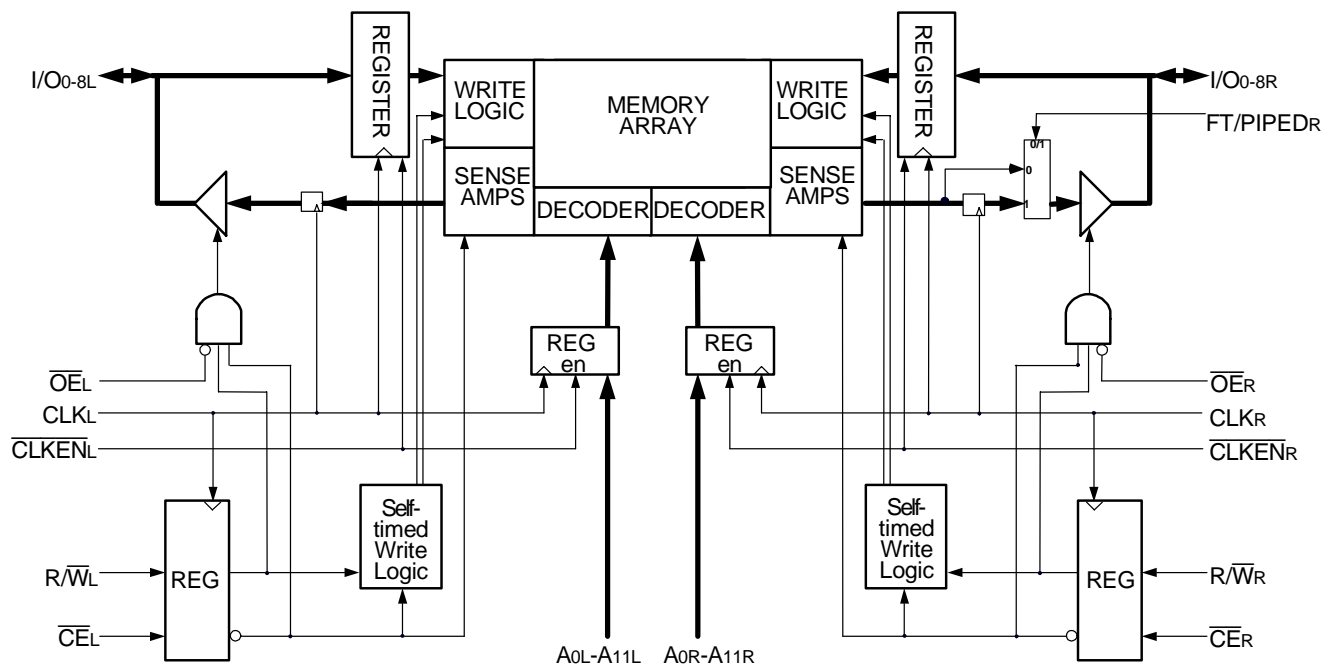 I/O0-8L
REGISTER
WRITE LOGIC
MEMORY ARRAY
WRITE LOGIC
REGISTER
I/O0-8R
FT/PIPEDR
0/1
0
1
SENSE AMPS
DECODER
DECODER
SENSE AMPS
REG
en
REG
en
OEL
CLKL
CLKENL
OER
CLKR
CLKENR
Self-
timed
Write
Logic
Self-
timed
Write
Logic
R/WL
REG
CEL
REG
R/WR
CER
A0L-A11L
A0R-A11R